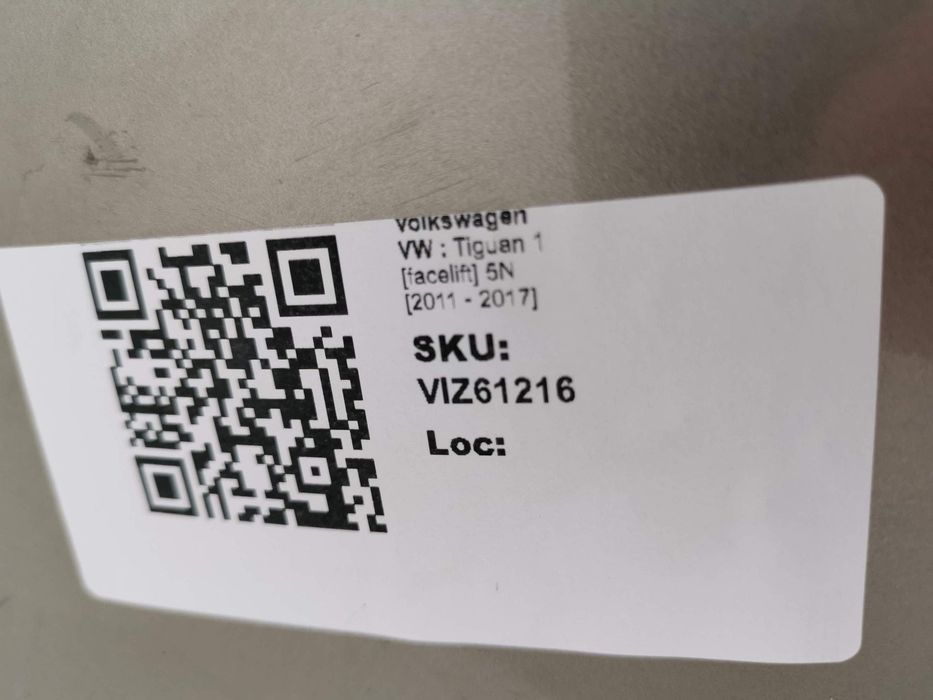 Volkswagen
VW : Tiguan 1
[facelift] 5N
[2011 - 2017]
SKU:
VIZ61216
Loc: